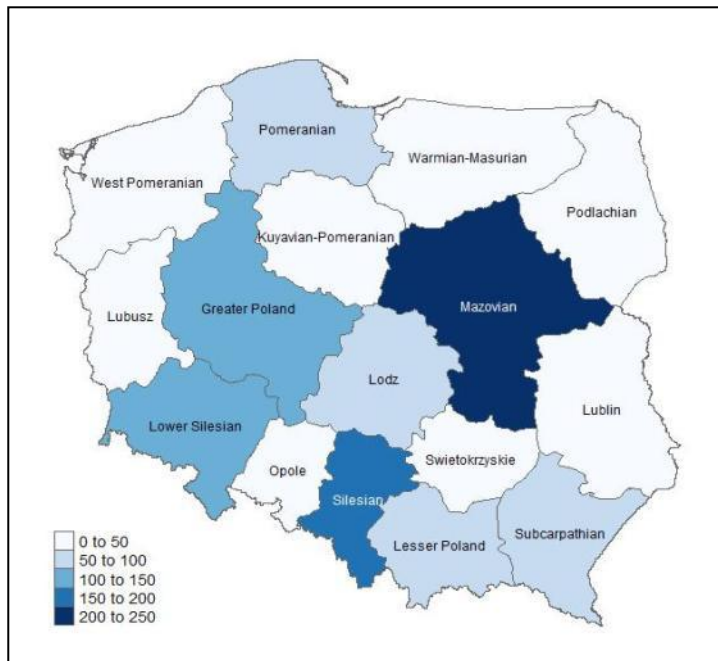 Pomeranian
Warmian-Masurian
West Pomeranian
Podlachian
Kuyavian-Pomeranian
Mazovian
Greater Poland
Lubusz
Lodz
Lublin
Lower Silesian
Swietokrzyskie
Opole
Silesian
Subcarpathian
Lesser Poland
0 to 50
50 to 100
100 to 150
150 to 200
200 to 250